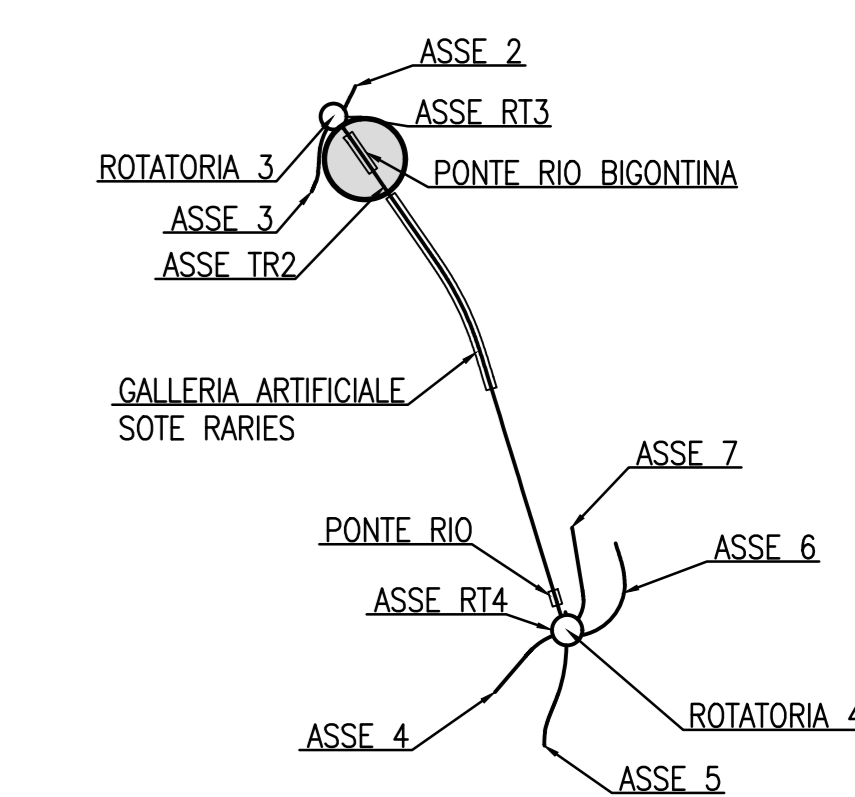 ASSE 2
ASSE RT3
ROTATORIA 3
PONTE RIO BIGONTINA
ASSE 3
ASSE TR2
GALLERIA ARTIFICIALE
SOTE RARIES
ASSE 7
PONTE RIO
ASSE 6
ASSE RT4
ROTATORIA 4
ASSE 4
ASSE 5